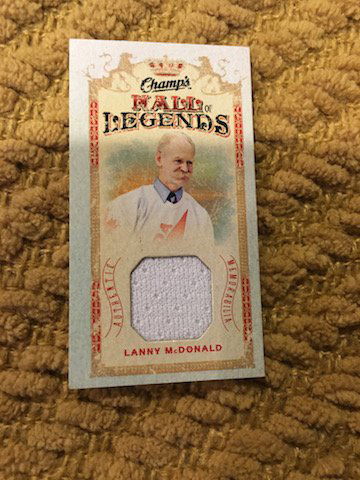 Champ's
HALL OF
LEGENDS
AUTHENTIC
MEMORABILIA
LANNY McDONALD